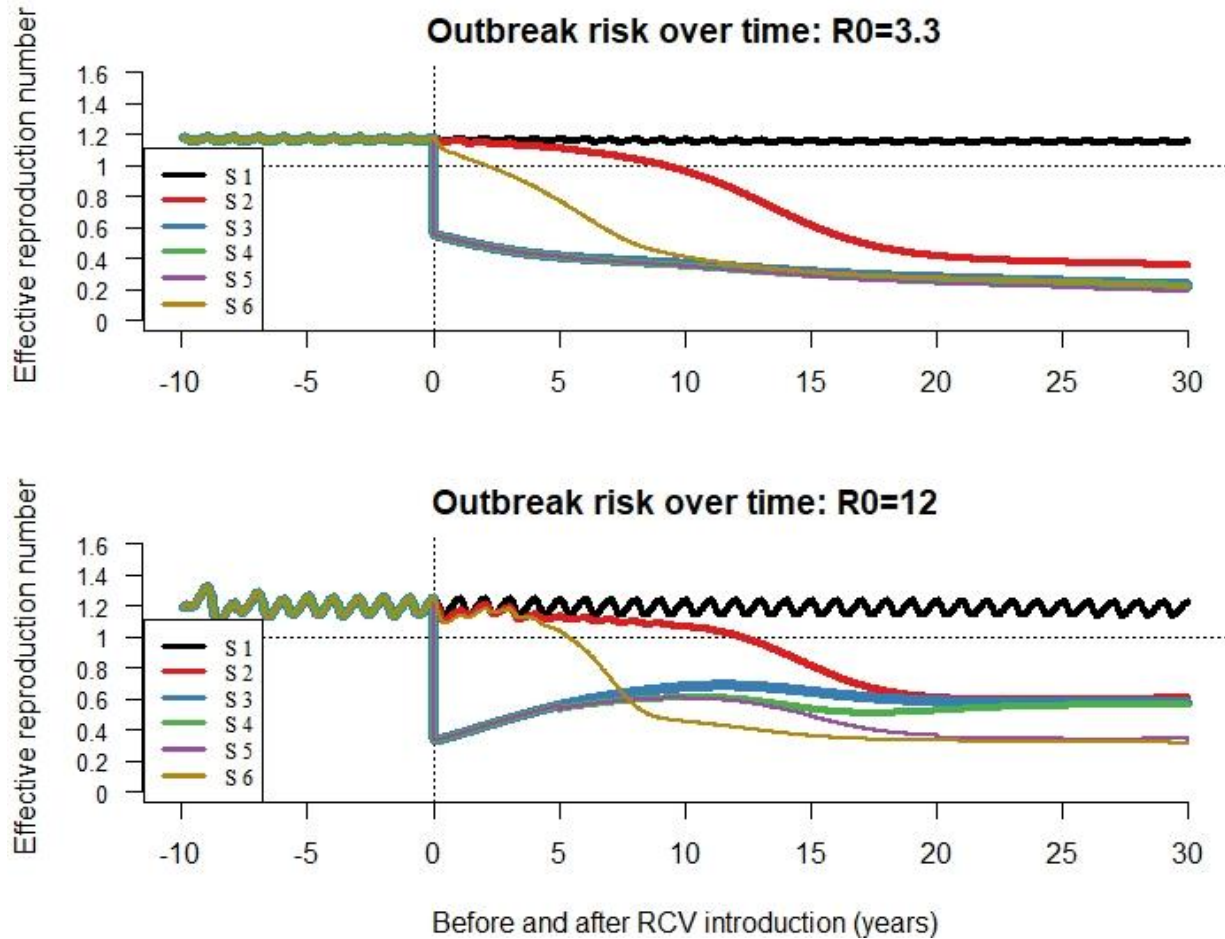 Outbreak risk over time: R0=3.3
Effective reproduction number
1.6
1.4
1.2
1
0.8
0.6
0.4
0.2
0
S 1
S 2
S 3
S 4
S 5
S 6
-10 -5 0 5 10 15 20 25 30
Outbreak risk over time: R0=12
Effective reproduction number
1.6
1.4
1.2
1
0.8
0.6
0.4
0.2
0
S 1
S 2
S 3
S 4
S 5
S 6
-10 -5 0 5 10 15 20 25 30
Before and after RCV introduction (years)